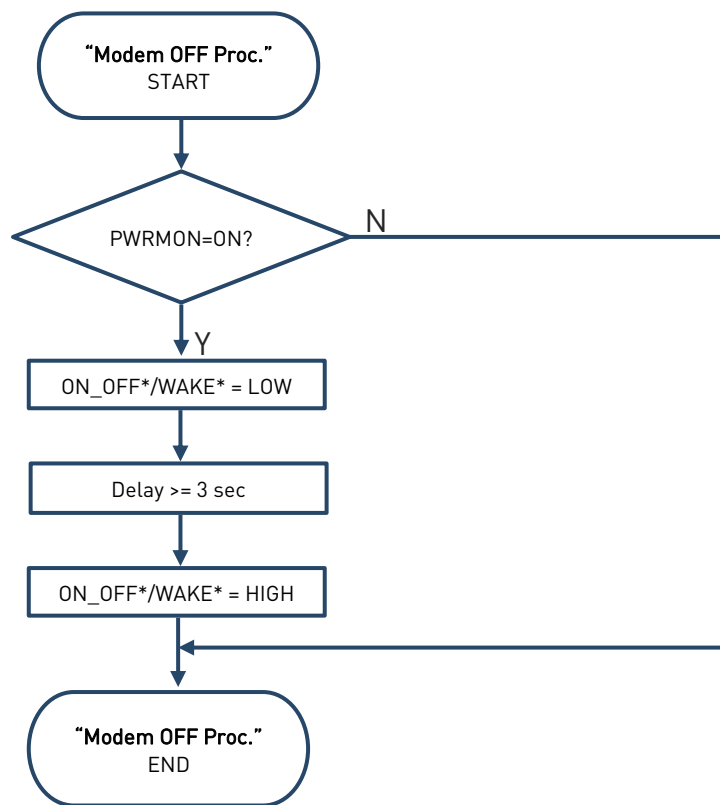 “Modem OFF Proc.”
START
PWRMON=ON?
N
Y
ON_OFF*/WAKE* = LOW
Delay >= 3 sec
ON_OFF*/WAKE* = HIGH
“Modem OFF Proc.”
END